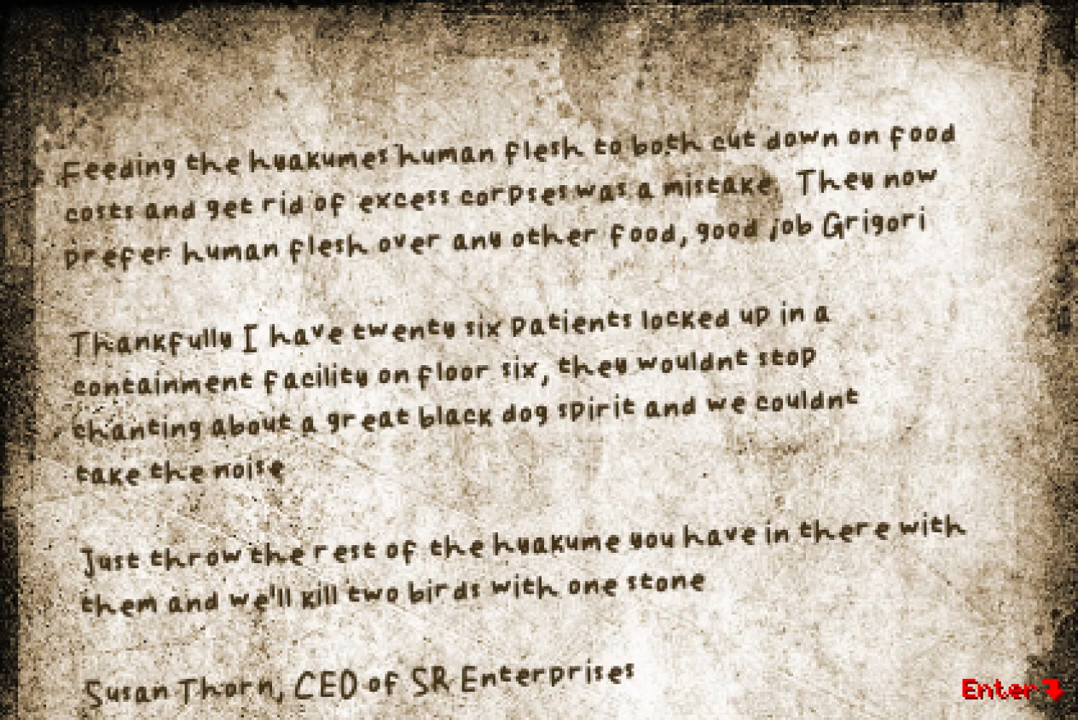 Feeding the hyakumes human flesh to both cut down on food
costs and get rid of excess corpses was a mistake. They now
prefer human flesh over any other food, good job Grigori
Thankfully I have twenty six patients locked up in a
containment facility on floor six, they wouldnt stop
chanting about a great black dog spirit and we couldnt
take the noise
Just throw the rest of the hyakume you have in there with
them and we'll kill two birds with one stone
Susan Thorn, CEO of SR Enterprises
Enter